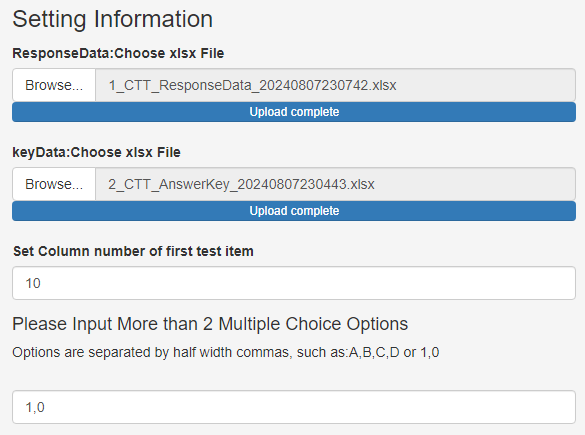 Setting Information
ResponseData:Choose xlsx File
Browse... 1_CTT_ResponseData_20240807230742.xlsx
Upload complete
keyData:Choose xlsx File
Browse... 2_CTT_AnswerKey_20240807230443.xlsx
Upload complete
Set Column number of first test item
10
Please Input More than 2 Multiple Choice Options
Options are separated by half width commas, such as:A,B,C,D or 1,0
1,0